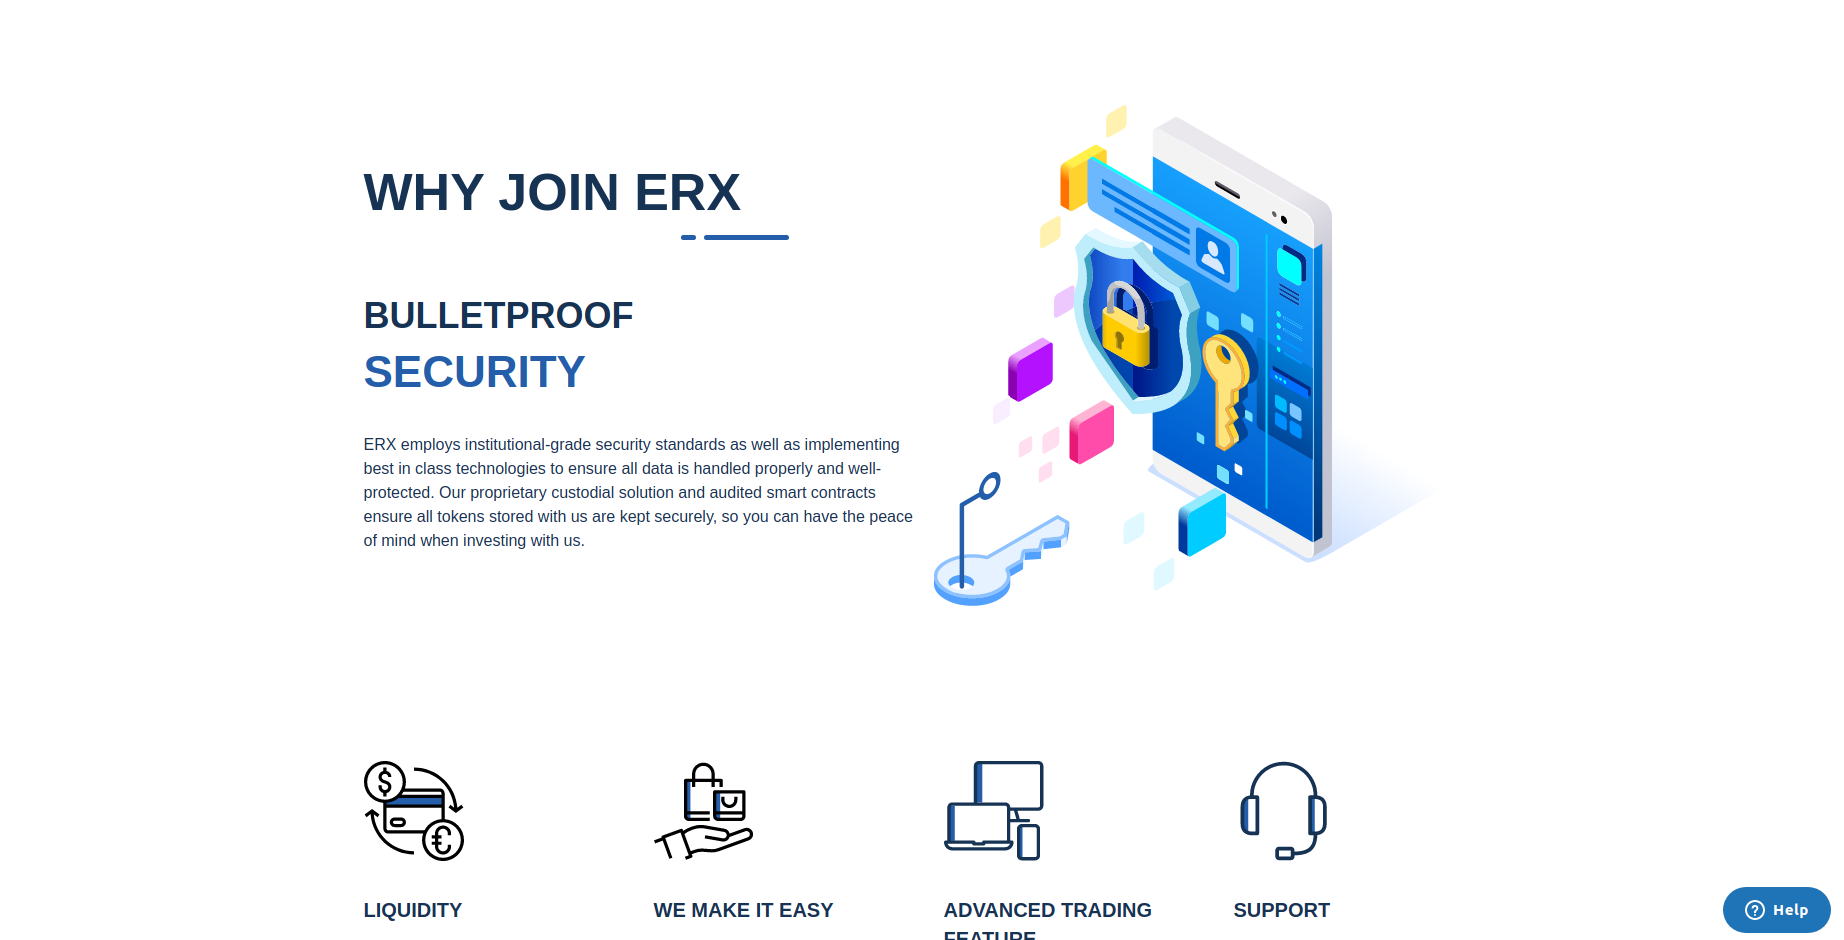 WHY JOIN ERX
BULLETPROOF
SECURITY
ERX employs institutional-grade security standards as well as implementing
best in class technologies to ensure all data is handled properly and well-
protected. Our proprietary custodial solution and audited smart contracts
ensure all tokens stored with us are kept securely, so you can have the peace
of mind when investing with us.
LIQUIDITY
WE MAKE IT EASY
ADVANCED TRADING
FEATURE
SUPPORT
Help